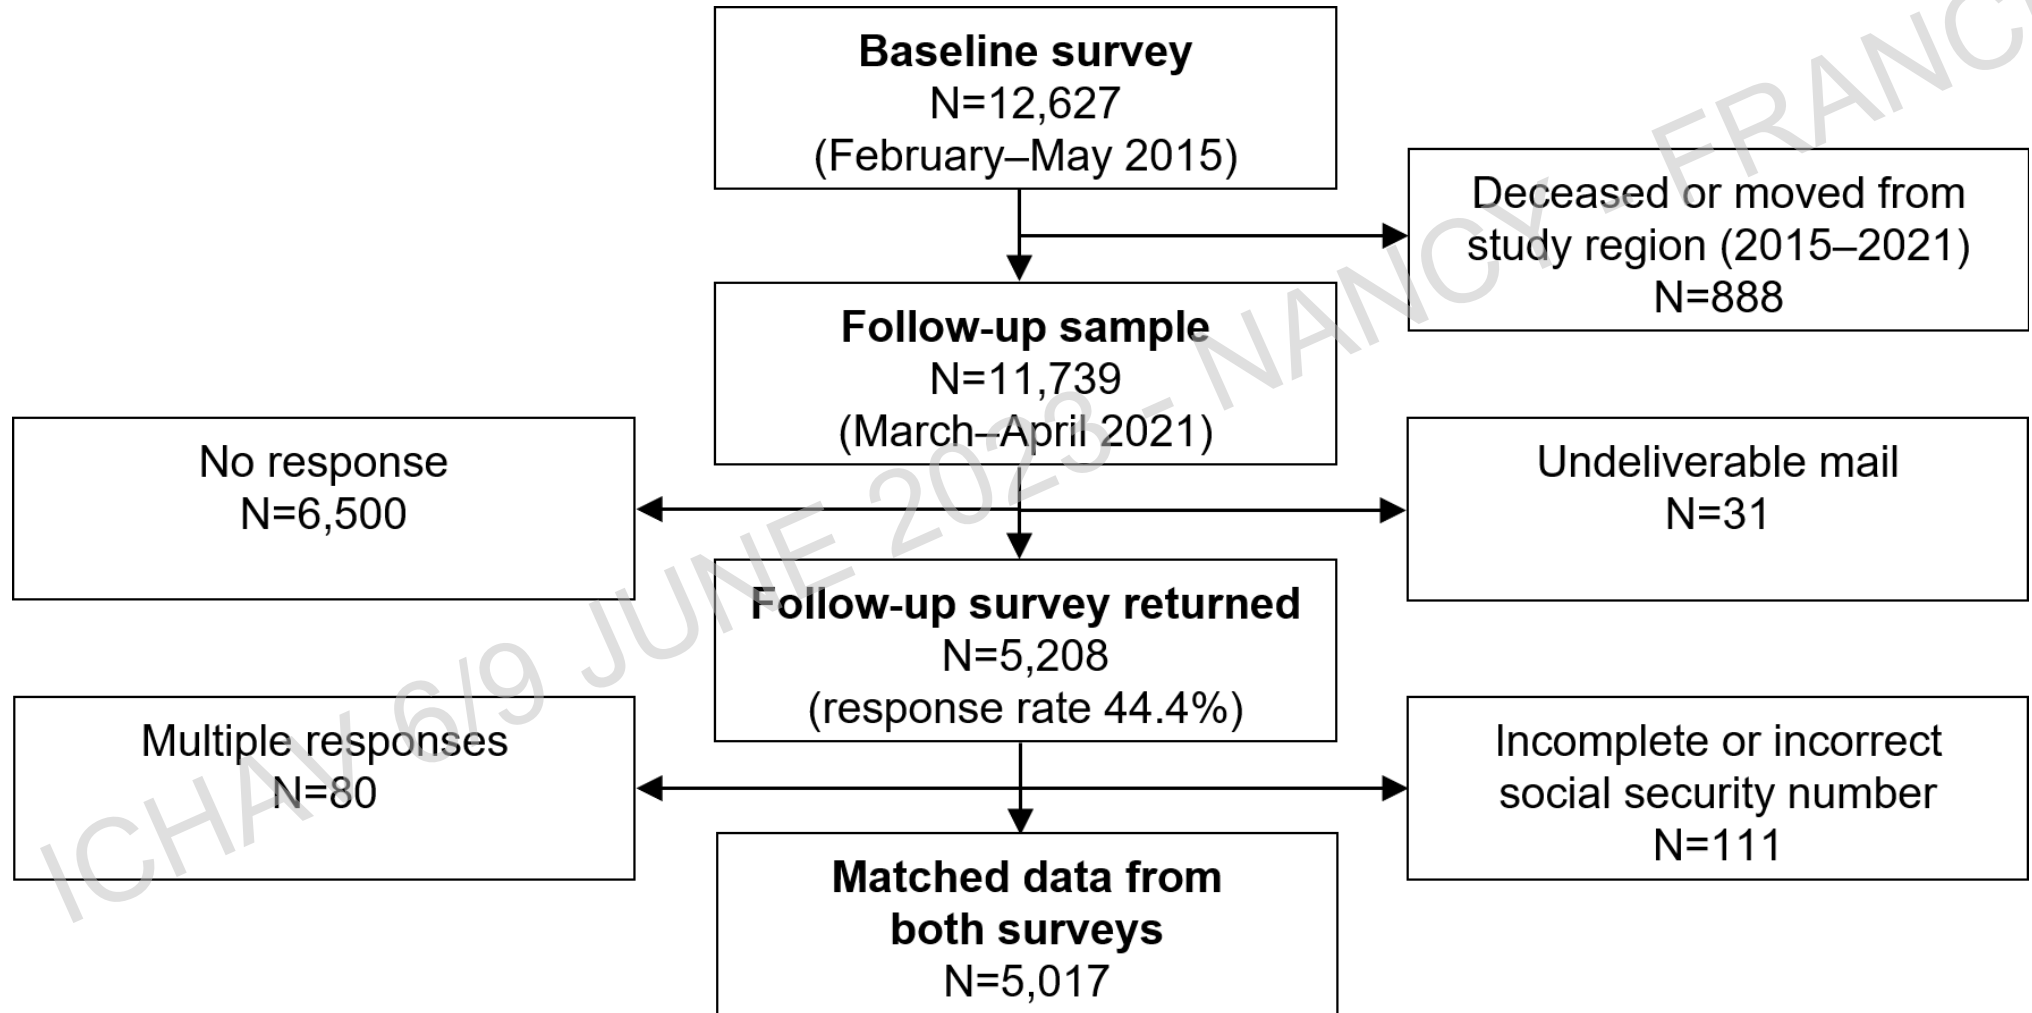 Baseline survey
N=12,627
(February–May 2015)
Deceased or moved from
study region (2015–2021)
N=888
Follow-up sample
N=11,739
(March–April 2021)
No response
N=6,500
Undeliverable mail
N=31
Follow-up survey returned
N=5,208
(response rate 44.4%)
Multiple responses
N=80
Incomplete or incorrect
social security number
N=111
Matched data from
both surveys
N=5,017
ICHAV 6/9 JUNE 2023 - NANCY - FRANC